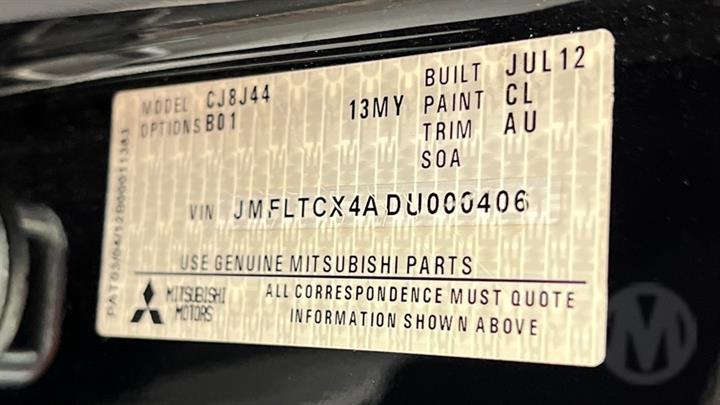 MODEL CJ8J44
OPTIONS B01
13MY
BUILT JUL12
PAINT CL
TRIM AU
SOA
VIN JMFLTCX4ADU000406
USE GENUINE MITSUBISHI PARTS
MITSUBISHI
MOTORS
ALL CORRESPONDENCE MUST QUOTE
INFORMATION SHOWN ABOVE
M